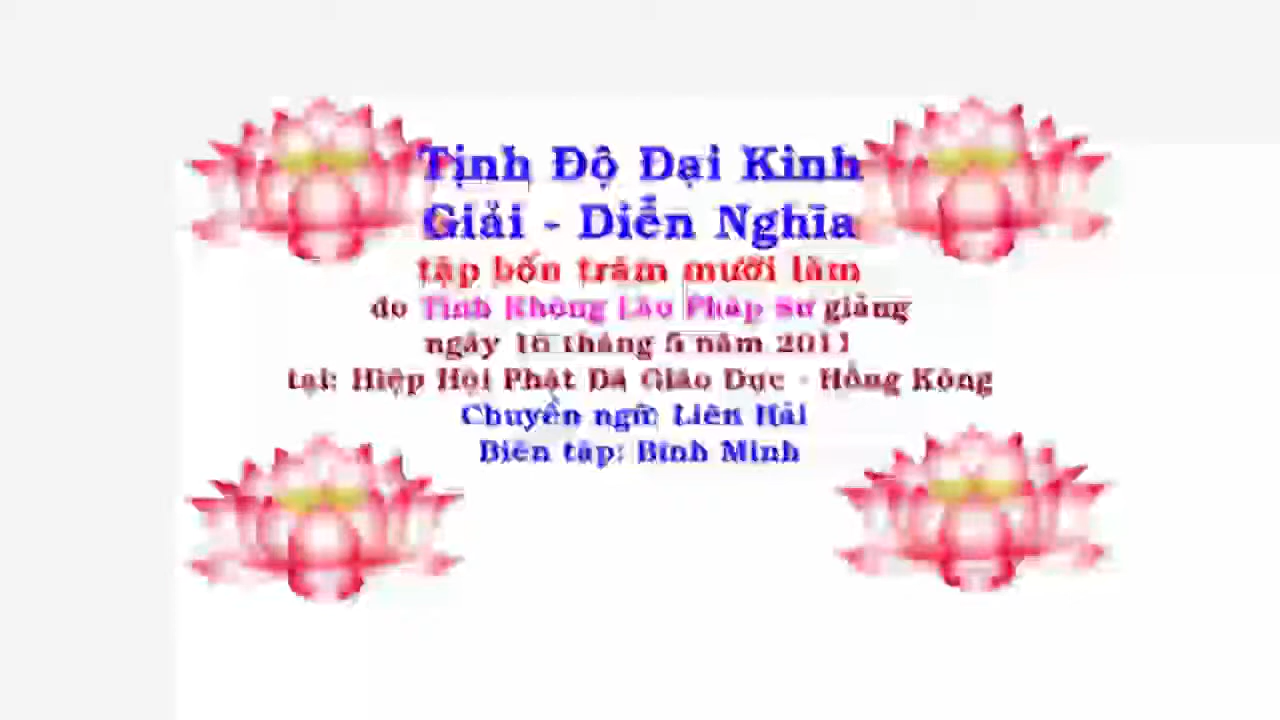 Tịnh Độ Đại Kinh
Giải - Diễn Nghĩa
tập bốn trăm mười lăm
do Tịnh Không Lão Pháp Sư giảng
ngày 16 tháng 5 năm 2011
tại: Hiệp Hội Phật Đà Giáo Dục - Hồng Kông
Chuyển ngữ: Liên Hải
Biên tập: Bình Minh